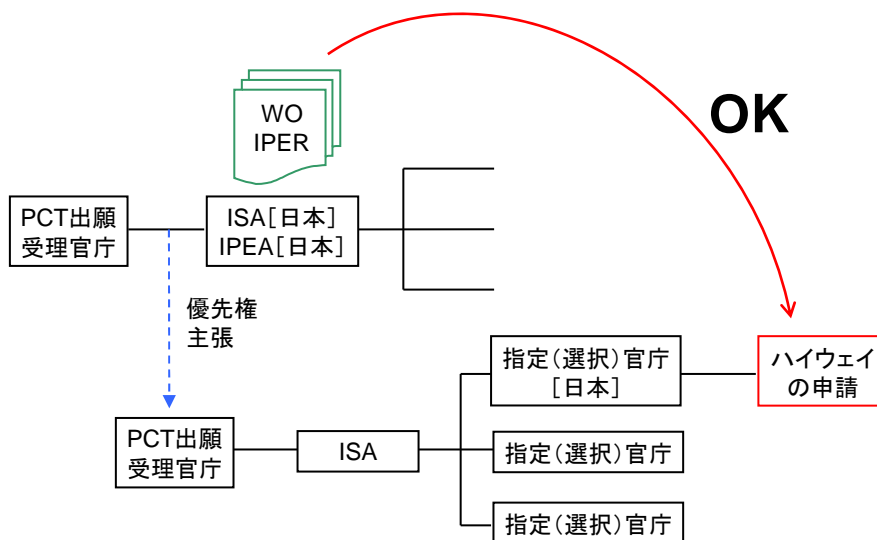 WO
IPER
OK
PCT出願
受理官庁
ISA[日本]
IPEA[日本]
優先権
主張
指定(選択)官庁
[日本]
ハイウェイ
の申請
PCT出願
受理官庁
ISA
指定(選択)官庁
指定(選択)官庁